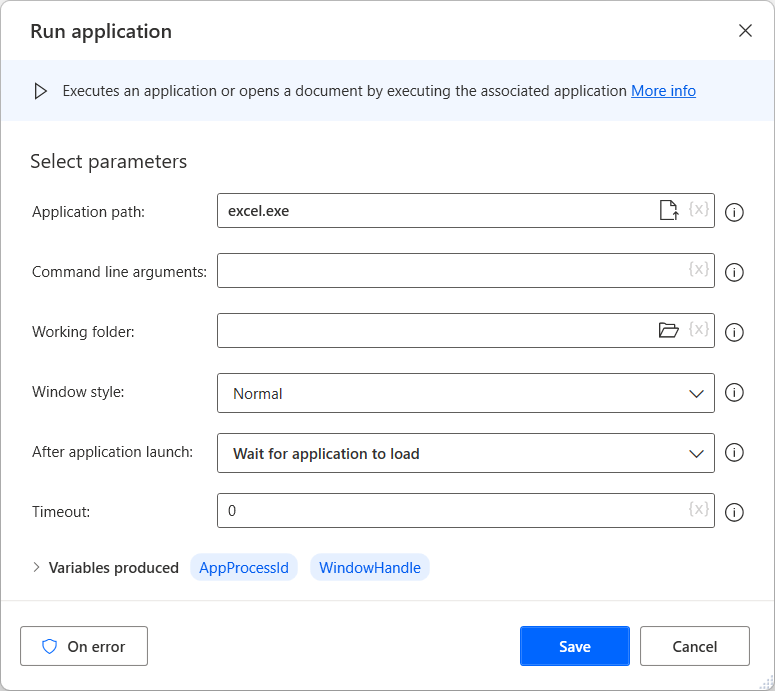 Run application
Executes an application or opens a document by executing the associated application More info
Select parameters
Application path: excel.exe {x}
Command line arguments: {x}
Working folder: {x}
Window style: Normal
After application launch: Wait for application to load
Timeout: 0 {x}
Variables produced AppProcessId WindowHandle
On error Save Cancel